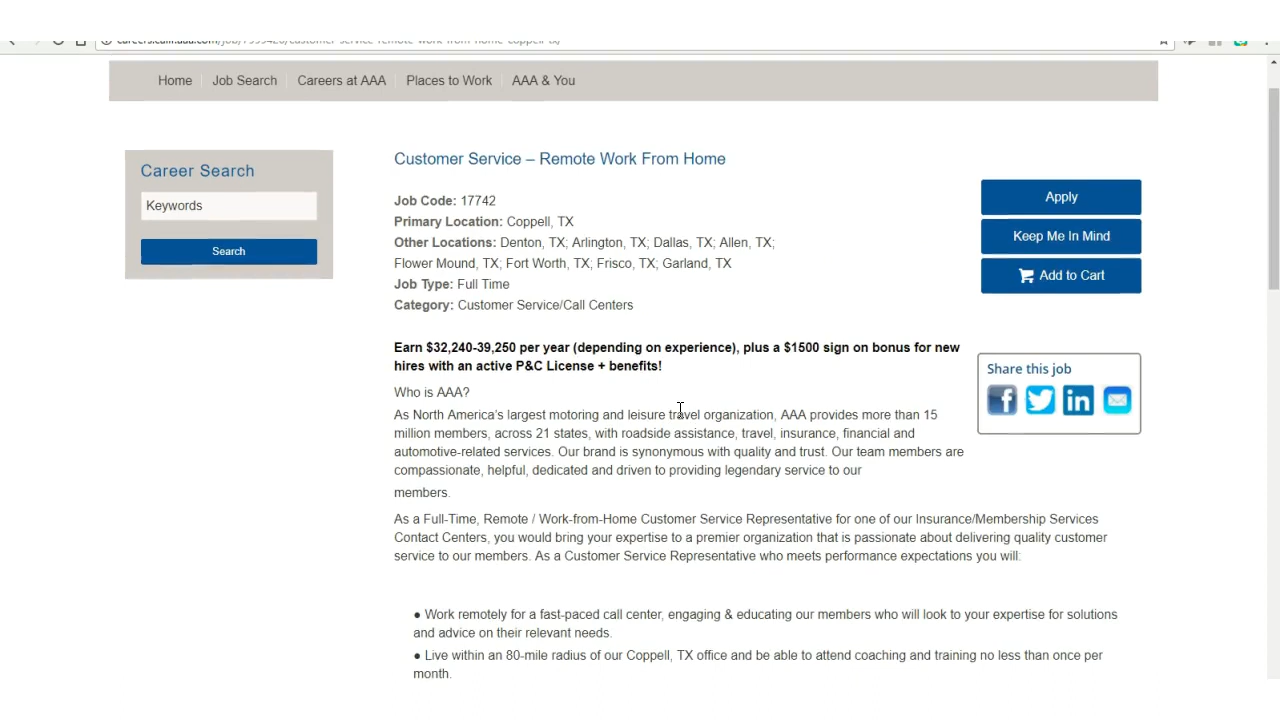 Home Job Search Careers at AAA Places to Work AAA & You
Career Search
Keywords
Search
Customer Service – Remote Work From Home
Job Code: 17742
Primary Location: Coppell, TX
Other Locations: Denton, TX; Arlington, TX; Dallas, TX; Allen, TX;
Flower Mound, TX; Fort Worth, TX; Frisco, TX; Garland, TX
Job Type: Full Time
Category: Customer Service/Call Centers
Apply
Keep Me In Mind
Add to Cart
Earn $32,240-39,250 per year (depending on experience), plus a $1500 sign on bonus for new
hires with an active P&C License + benefits!
Share this job
Who is AAA?
As North America's largest motoring and leisure travel organization, AAA provides more than 15
million members, across 21 states, with roadside assistance, travel, insurance, financial and
automotive-related services. Our brand is synonymous with quality and trust. Our team members are
compassionate, helpful, dedicated and driven to providing legendary service to our
members.
As a Full-Time, Remote / Work-from-Home Customer Service Representative for one of our Insurance/Membership Services
Contact Centers, you would bring your expertise to a premier organization that is passionate about delivering quality customer
service to our members. As a Customer Service Representative who meets performance expectations you will:
● Work remotely for a fast-paced call center, engaging & educating our members who will look to your expertise for solutions
and advice on their relevant needs.
● Live within an 80-mile radius of our Coppell, TX office and be able to attend coaching and training no less than once per
month.